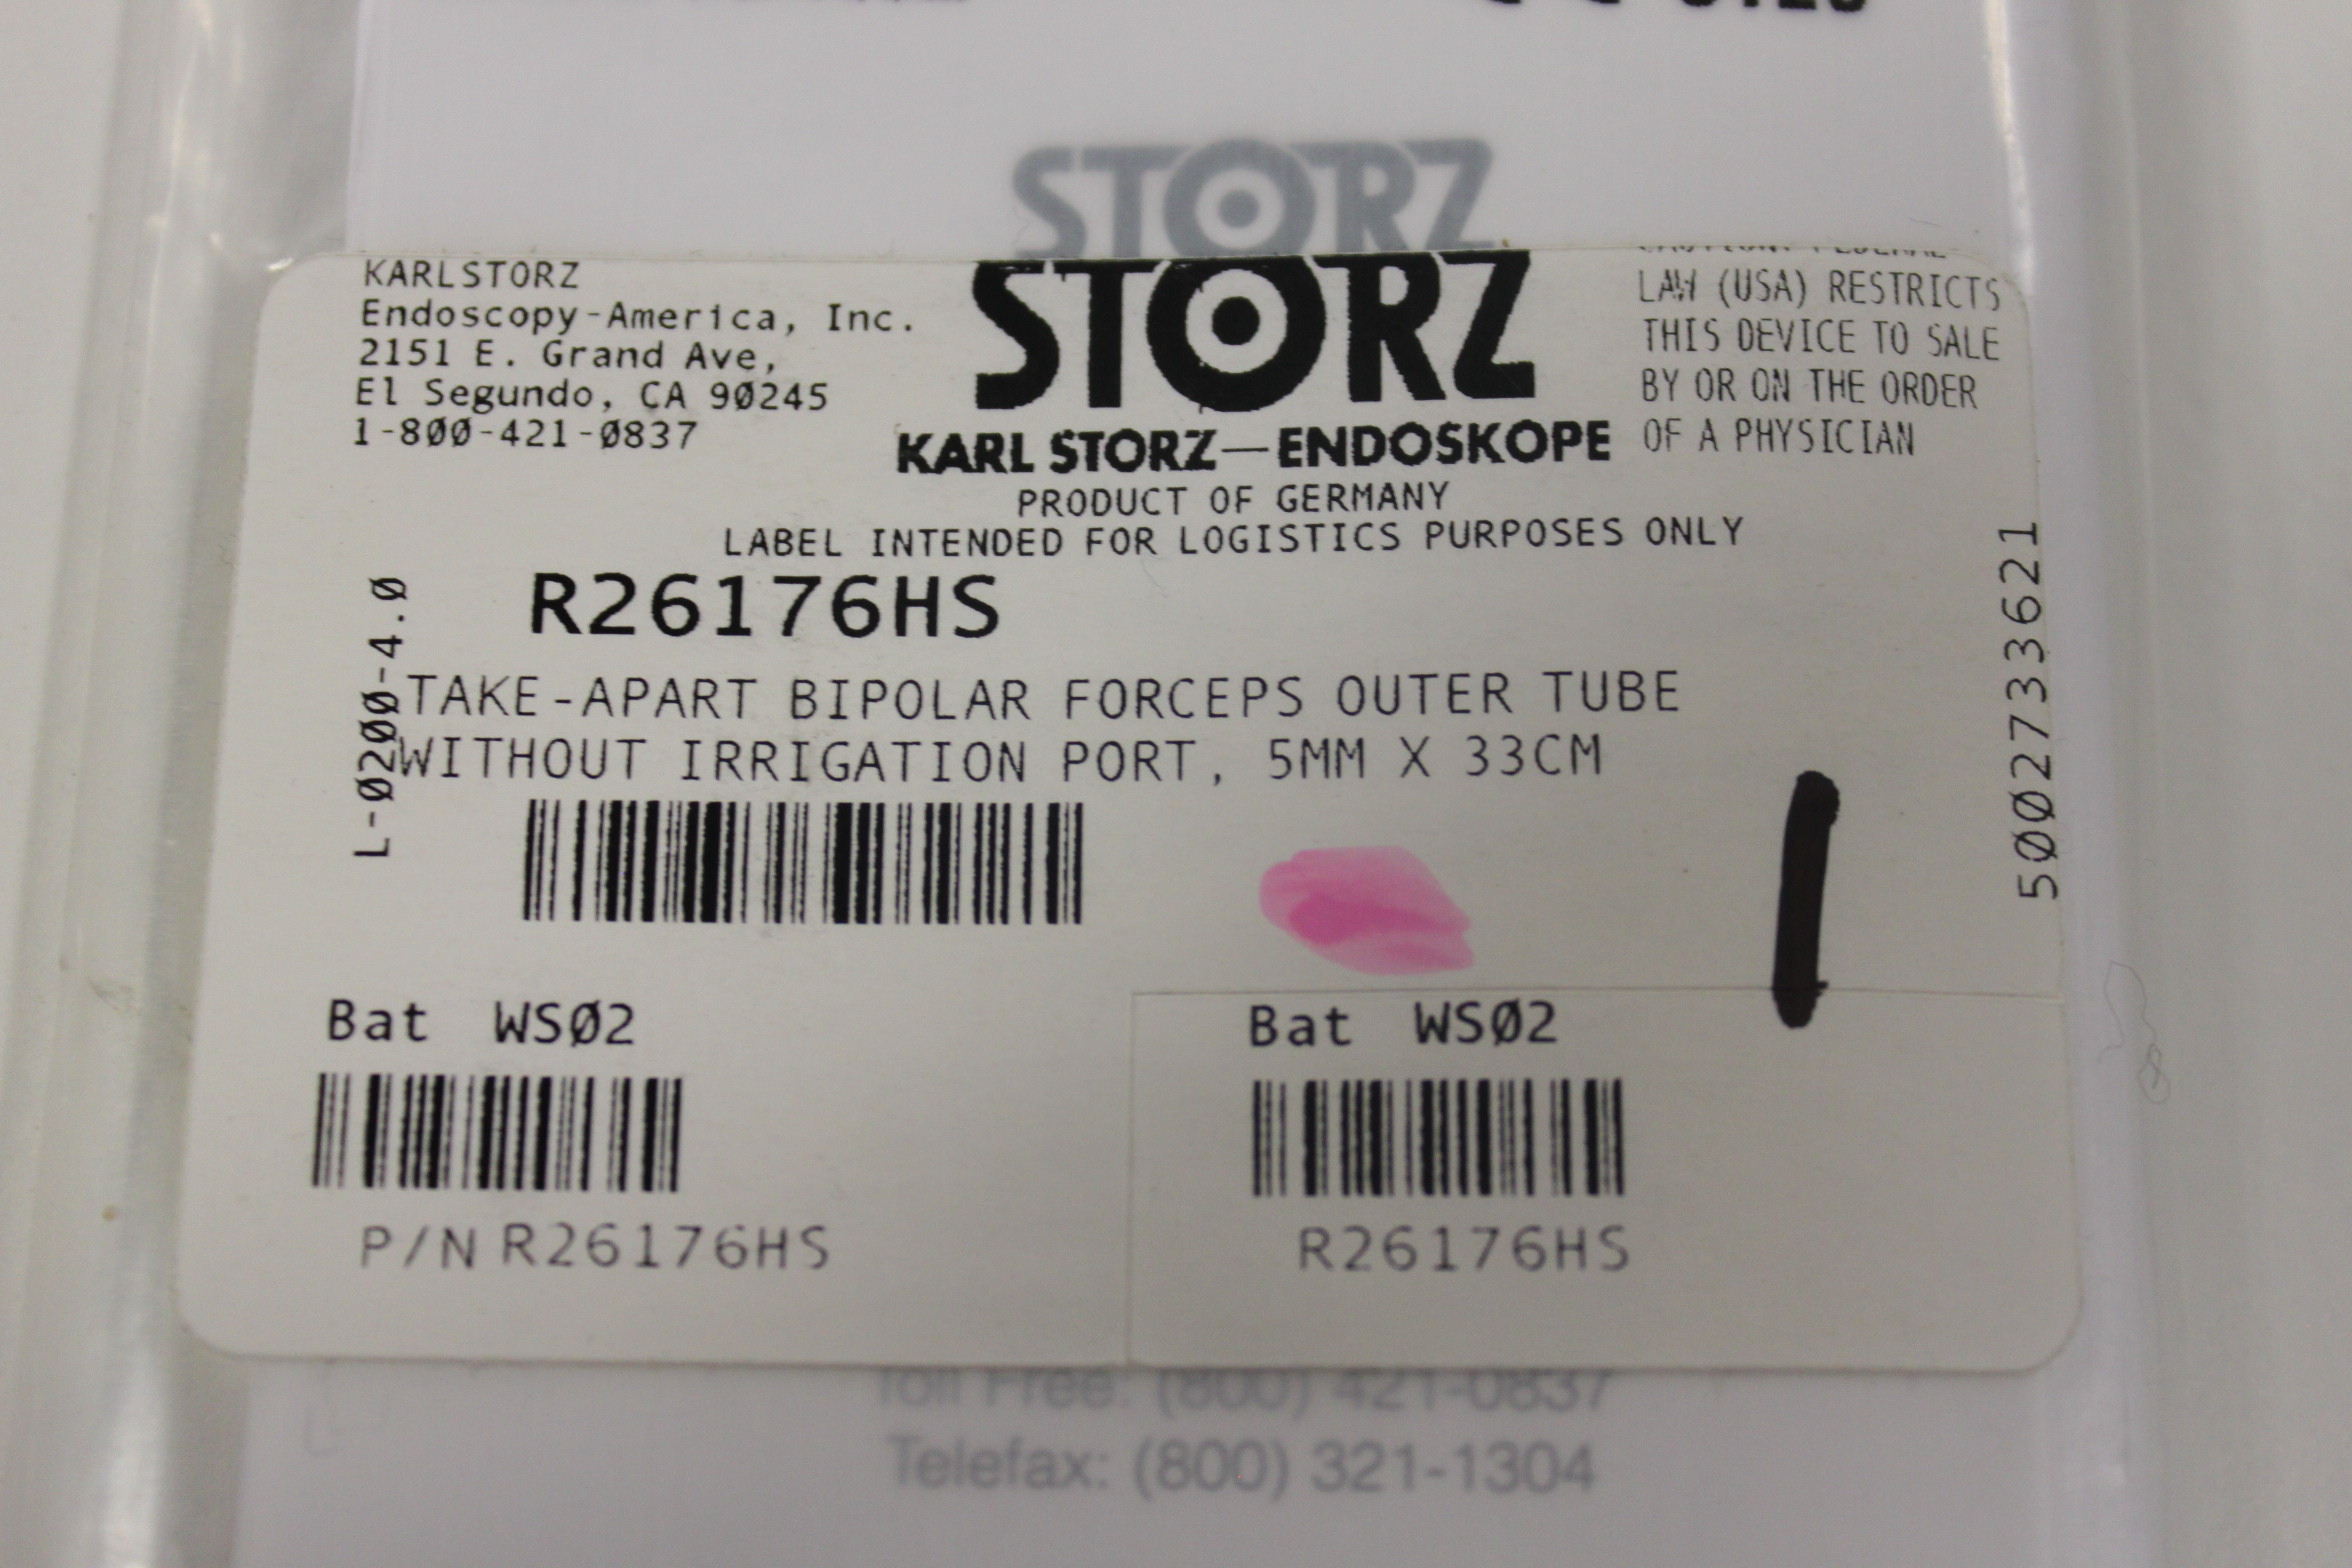 STORZ
KARLSTORZ
Endoscopy-America, Inc.
2151 E. Grand Ave,
El Segundo, CA 90245
1-800-421-0837
STORZ
KARL STORZ—ENDOSKOPE
PRODUCT OF GERMANY
LABEL INTENDED FOR LOGISTICS PURPOSES ONLY
CAUTION: FEDERAL
LAW (USA) RESTRICTS
THIS DEVICE TO SALE
BY OR ON THE ORDER
OF A PHYSICIAN
R26176HS
L-0200-4.0
TAKE-APART BIPOLAR FORCEPS OUTER TUBE
WITHOUT IRRIGATION PORT, 5MM X 33CM
5002733621
1
Bat WS02
P/N R26176HS
Bat WS02
R26176HS
Toll Free: (800) 421-0837
Telefax: (800) 321-1304